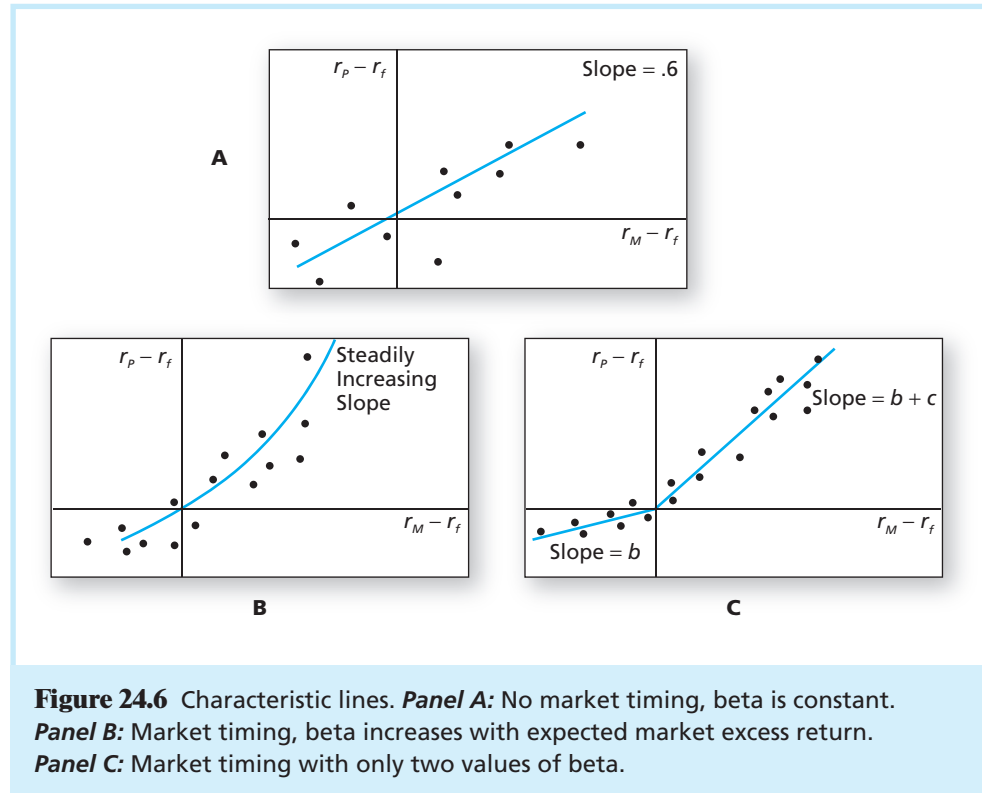 r_P – r_f
Slope = .6
A
r_M – r_f
r_P – r_f
Steadily
Increasing
Slope
r_M – r_f
B
r_P – r_f
Slope = b + c
r_M – r_f
Slope = b
C
Figure 24.6 Characteristic lines. Panel A: No market timing, beta is constant.
Panel B: Market timing, beta increases with expected market excess return.
Panel C: Market timing with only two values of beta.